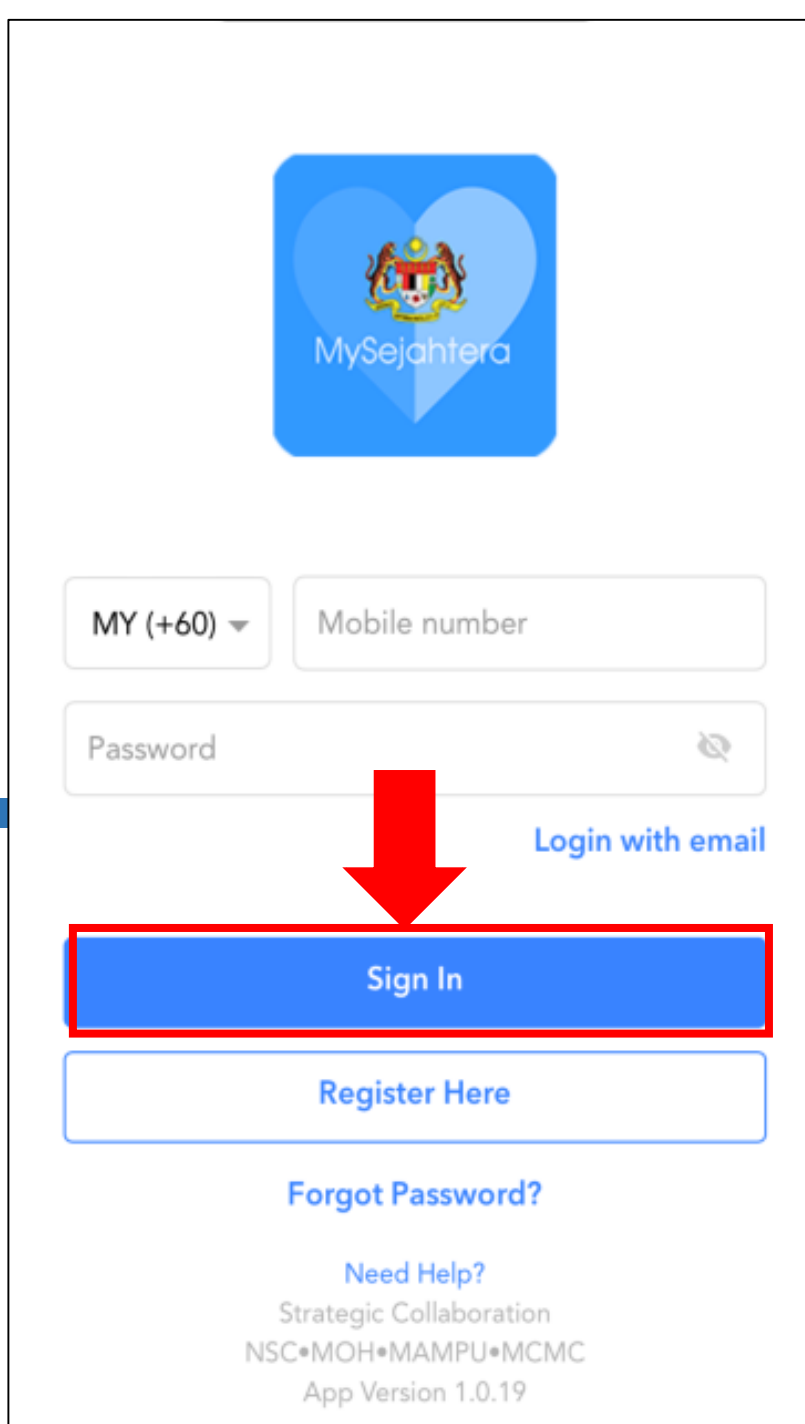 MySejahtera
MY (+60)
Mobile number
Password
Login with email
Sign In
Register Here
Forgot Password?
Need Help?
Strategic Collaboration
NSC•MOH•MAMPU•MCMC
App Version 1.0.19